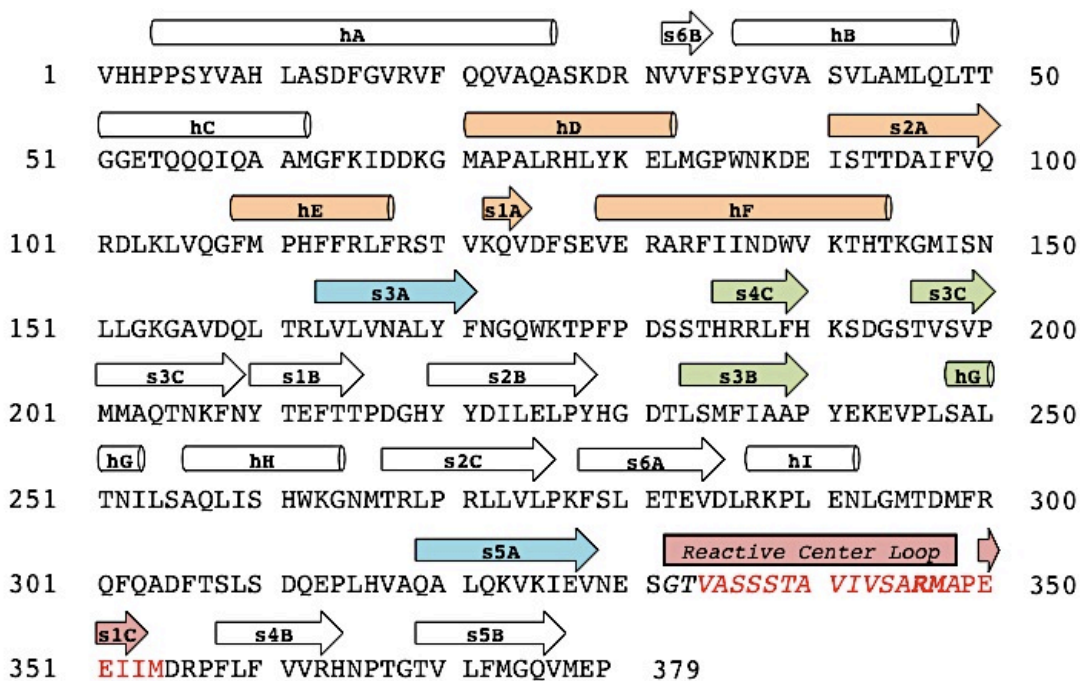 hA s6B hB
1 VHHPPSYVAH LASDFGVRVF QQVAQASKDR NVVFSPYGVA SVLAMLQLTT 50
hC hD s2A
51 GGETQQQIQA AMGFKIDDKG MAPALRHLYK ELMGPWNKDE ISTTDAIFVQ 100
hE s1A hF
101 RDLKLVQGFM PHFFRLFRST VKQVDFSEVE RARFIINDWV KTHTKGMISN 150
s3A s4C s3C
151 LLGKGAVDQL TRLVLVNALY FNGQWKTPFP DSSTHRRLFH KSDGSTVSVP 200
s3C s1B s2B s3B hG
201 MMAQTNKFNY TEFTTPDGHY YDILELPYHG DTLSMFIAAP YEKEVPLSAL 250
hG hH s2C s6A hI
251 TNILSAQLIS HWKGNMTRLP RLLVLPKFSL ETEVDLRKPL ENLGMTDMFR 300
s5A Reactive Center Loop
301 QFQADFTSLS DQEPLHVAQA LQKVKIEVNE SGTVASSSTA VIVSARMAPE 350
s1C s4B s5B
351 EIIMDRPFLF VVRHNPTGTV LFMGQVMEP 379